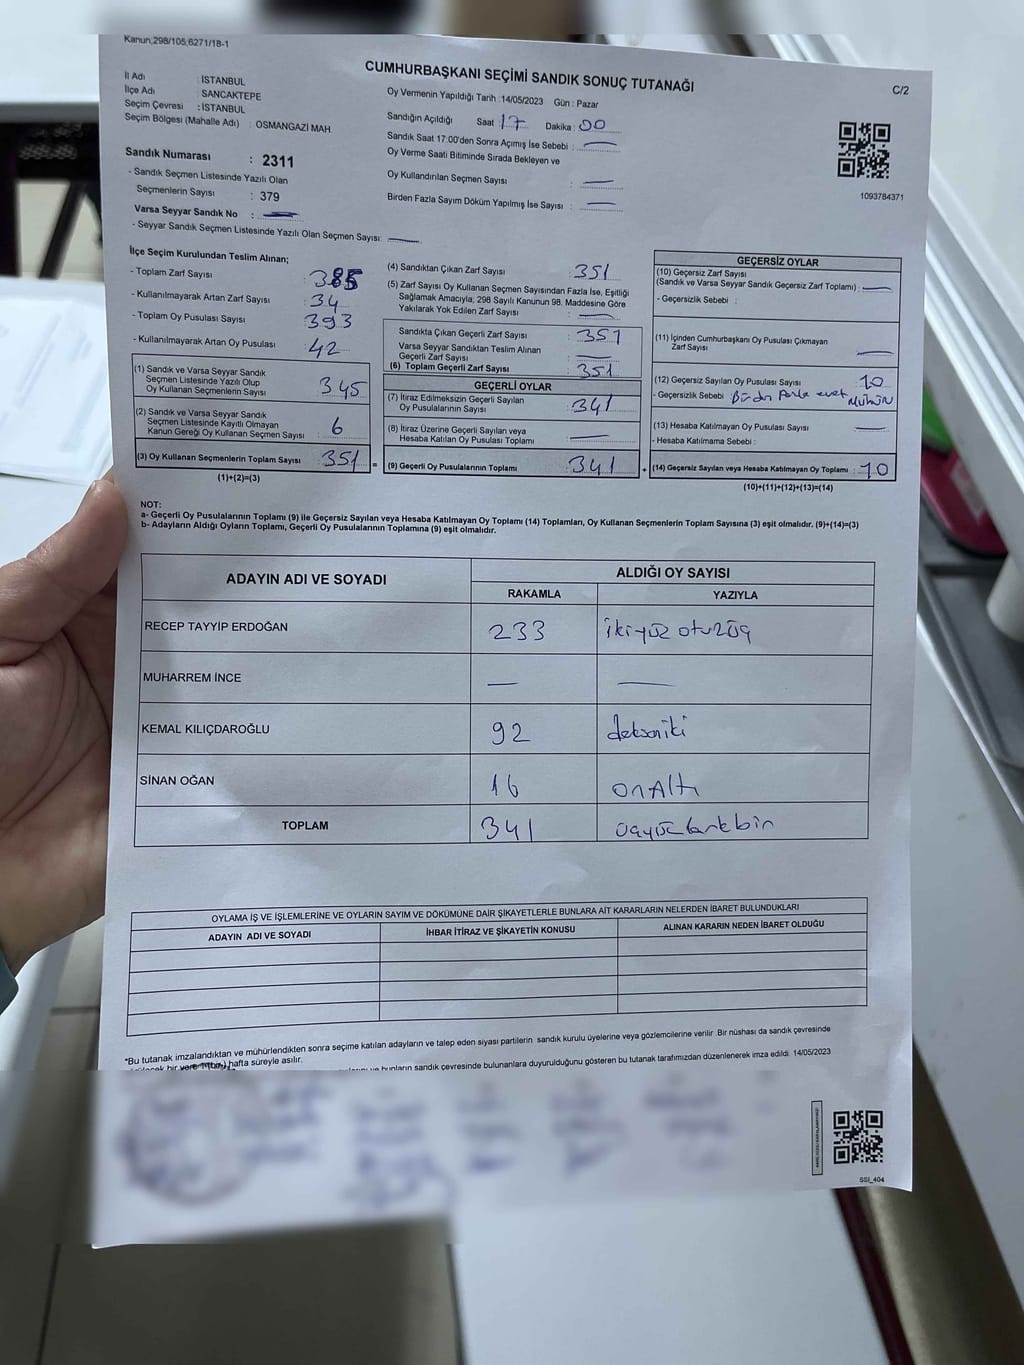 Kanun;298/105,6271/18-1
CUMHURBAŞKANI SEÇİMİ SANDIK SONUÇ TUTANAĞI
C/2
İl Adı : İSTANBUL
İlçe Adı : SANCAKTEPE
Seçim Çevresi : İSTANBUL
Seçim Bölgesi (Mahalle Adı) : OSMANGAZİ MAH.
Sandık Numarası : 2311
- Sandık Seçmen Listesinde Yazılı Olan
Seçmenlerin Sayısı : 379
Varsa Seyyar Sandık No : —
- Seyyar Sandık Seçmen Listesinde Yazılı Olan Seçmen Sayısı: —
Oy Vermenin Yapıldığı Tarih :14/05/2023 Gün : Pazar
Sandığın Açıldığı Saat : 17 Dakika : 00
Sandık Saat 17:00'den Sonra Açımış İse Sebebi : —
Oy Verme Saati Bitiminde Sırada Bekleyen ve
Oy Kullandırılan Seçmen Sayısı : —
Birden Fazla Sayım Döküm Yapılmış İse Sayısı : —
1093784371
İlçe Seçim Kurulundan Teslim Alınan;
- Toplam Zarf Sayısı : 385
- Kullanılmayarak Artan Zarf Sayısı : 34
- Toplam Oy Pusulası Sayısı : 393
- Kullanılmayarak Artan Oy Pusulası : 42
(1) Sandık ve Varsa Seyyar Sandık
Seçmen Listesinde Yazılı Olup
Oy Kullanan Seçmenlerin Sayısı : 345
(2) Sandık ve Varsa Seyyar Sandık
Seçmen Listesinde Kayıtlı Olmayan
Kanun Gereği Oy Kullanan Seçmen Sayısı : 6
(3) Oy Kullanan Seçmenlerin Toplam Sayısı : 351 =
(1)+(2)=(3)
(4) Sandıktan Çıkan Zarf Sayısı : 351
(5) Zarf Sayısı Oy Kullanan Seçmen Sayısından Fazla İse, Eşitliği
Sağlamak Amacıyla; 298 Sayılı Kanunun 98. Maddesine Göre
Yakılarak Yok Edilen Zarf Sayısı : —
Sandıkta Çıkan Geçerli Zarf Sayısı : 351
Varsa Seyyar Sandıktan Teslim Alınan
Geçerli Zarf Sayısı : —
(6) Toplam Geçerli Zarf Sayısı : 351
GEÇERLİ OYLAR
(7) İtiraz Edilmeksizin Geçerli Sayılan
Oy Pusulalarının Sayısı : 341
(8) İtiraz Üzerine Geçerli Sayılan veya
Hesaba Katılan Oy Pusulası Toplamı : —
(9) Geçerli Oy Pusulalarının Toplamı : 341 +
GEÇERSİZ OYLAR
(10) Geçersiz Zarf Sayısı
(Sandık ve Varsa Seyyar Sandık Geçersiz Zarf Toplamı) : —
- Geçersizlik Sebebi :
(11) İçinden Cumhurbaşkanı Oy Pusulası Çıkmayan
Zarf Sayısı : —
(12) Geçersiz Sayılan Oy Pusulası Sayısı : 10
- Geçersizlik Sebebi : Birden Fazla evet Mühürü
(13) Hesaba Katılmayan Oy Pusulası Sayısı : —
- Hesaba Katılmama Sebebi :
(14) Geçersiz Sayılan veya Hesaba Katılmayan Oy Toplamı : 10
(10)+(11)+(12)+(13)=(14)
NOT:
a- Geçerli Oy Pusulalarının Toplamı (9) ile Geçersiz Sayılan veya Hesaba Katılmayan Oy Toplamı (14) Toplamları, Oy Kullanan Seçmenlerin Toplam Sayısına (3) eşit olmalıdır. (9)+(14)=(3)
b- Adayların Aldığı Oyların Toplamı, Geçerli Oy Pusulalarının Toplamına (9) eşit olmalıdır.
ADAYIN ADI VE SOYADI ALDIĞI OY SAYISI
RAKAMLA YAZIYLA
RECEP TAYYİP ERDOĞAN 233 ikiyüz otuzüç
MUHARREM İNCE — —
KEMAL KILIÇDAROĞLU 92 doksaniki
SİNAN OĞAN 16 onAltı
TOPLAM 341 üçyüzkırkbir
OYLAMA İŞ VE İŞLEMLERİNE VE OYLARIN SAYIM VE DÖKÜMÜNE DAİR ŞİKAYETLERLE BUNLARA AİT KARARLARIN NELERDEN İBARET BULUNDUKLARI
ADAYIN ADI VE SOYADI İHBAR İTİRAZ VE ŞİKAYETİN KONUSU ALINAN KARARIN NEDEN İBARET OLDUĞU
*Bu tutanak imzalandıktan ve mühürlendikten sonra seçime katılan adayların ve talep eden siyasi partilerin sandık kurulu üyelerine veya gözlemcilerine verilir. Bir nüshası da sandık çevresinde
bir yere 1 (bir) hafta süreyle asılır.
bunların sandık çevresinde bulunanlara duyurulduğunu gösteren bu tutanak tarafımızdan düzenlenerek imza edildi. 14/05/2023
SSI_404